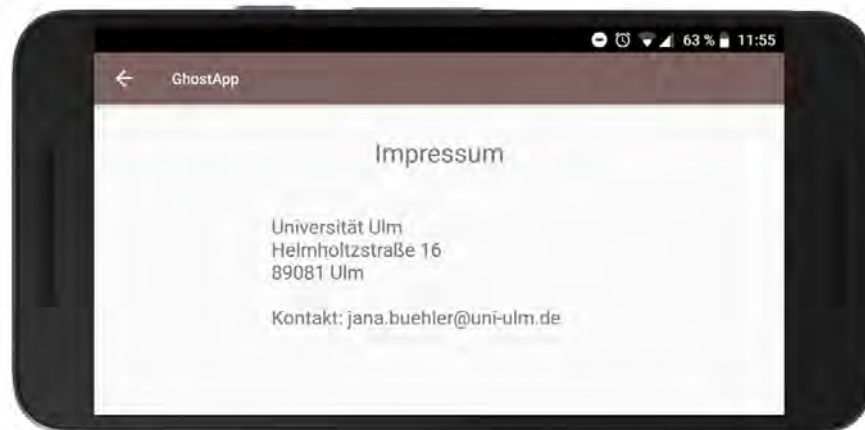 63 % 11:55
GhostApp
Impressum
Universität Ulm
Helmholtzstraße 16
89081 Ulm
Kontakt: jana.buehler@uni-ulm.de